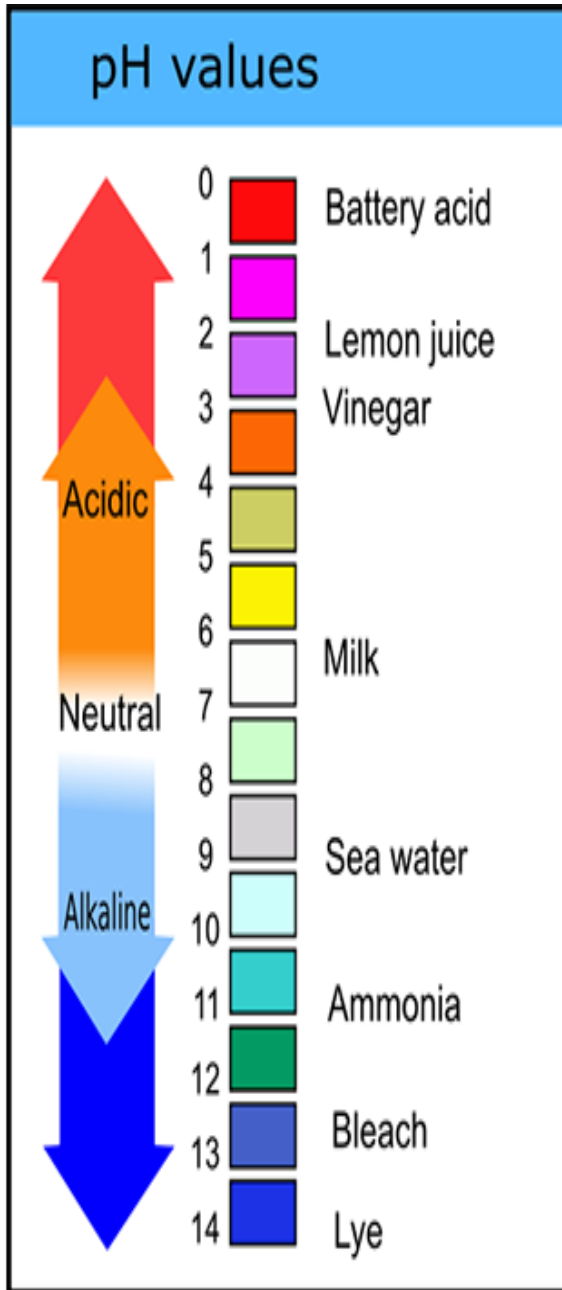 pH values
0
Battery acid
1
2
Lemon juice
3
Vinegar
4
Acidic
5
6
Milk
7
Neutral
8
9
Sea water
Alkaline
10
11
Ammonia
12
13
Bleach
14
Lye